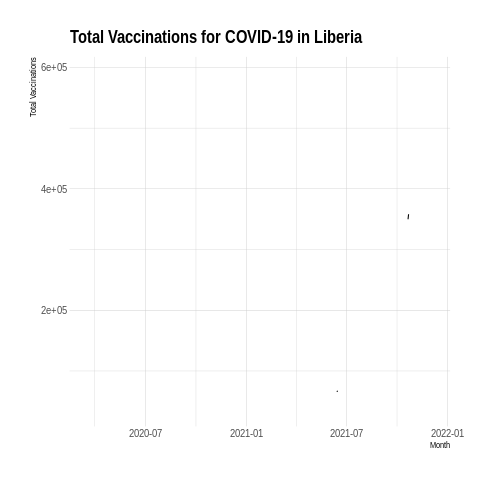 Total Vaccinations for COVID-19 in Liberia
Total Vaccinations
6e+05
4e+05
2e+05
2020-07 2021-01 2021-07 2022-01
Month